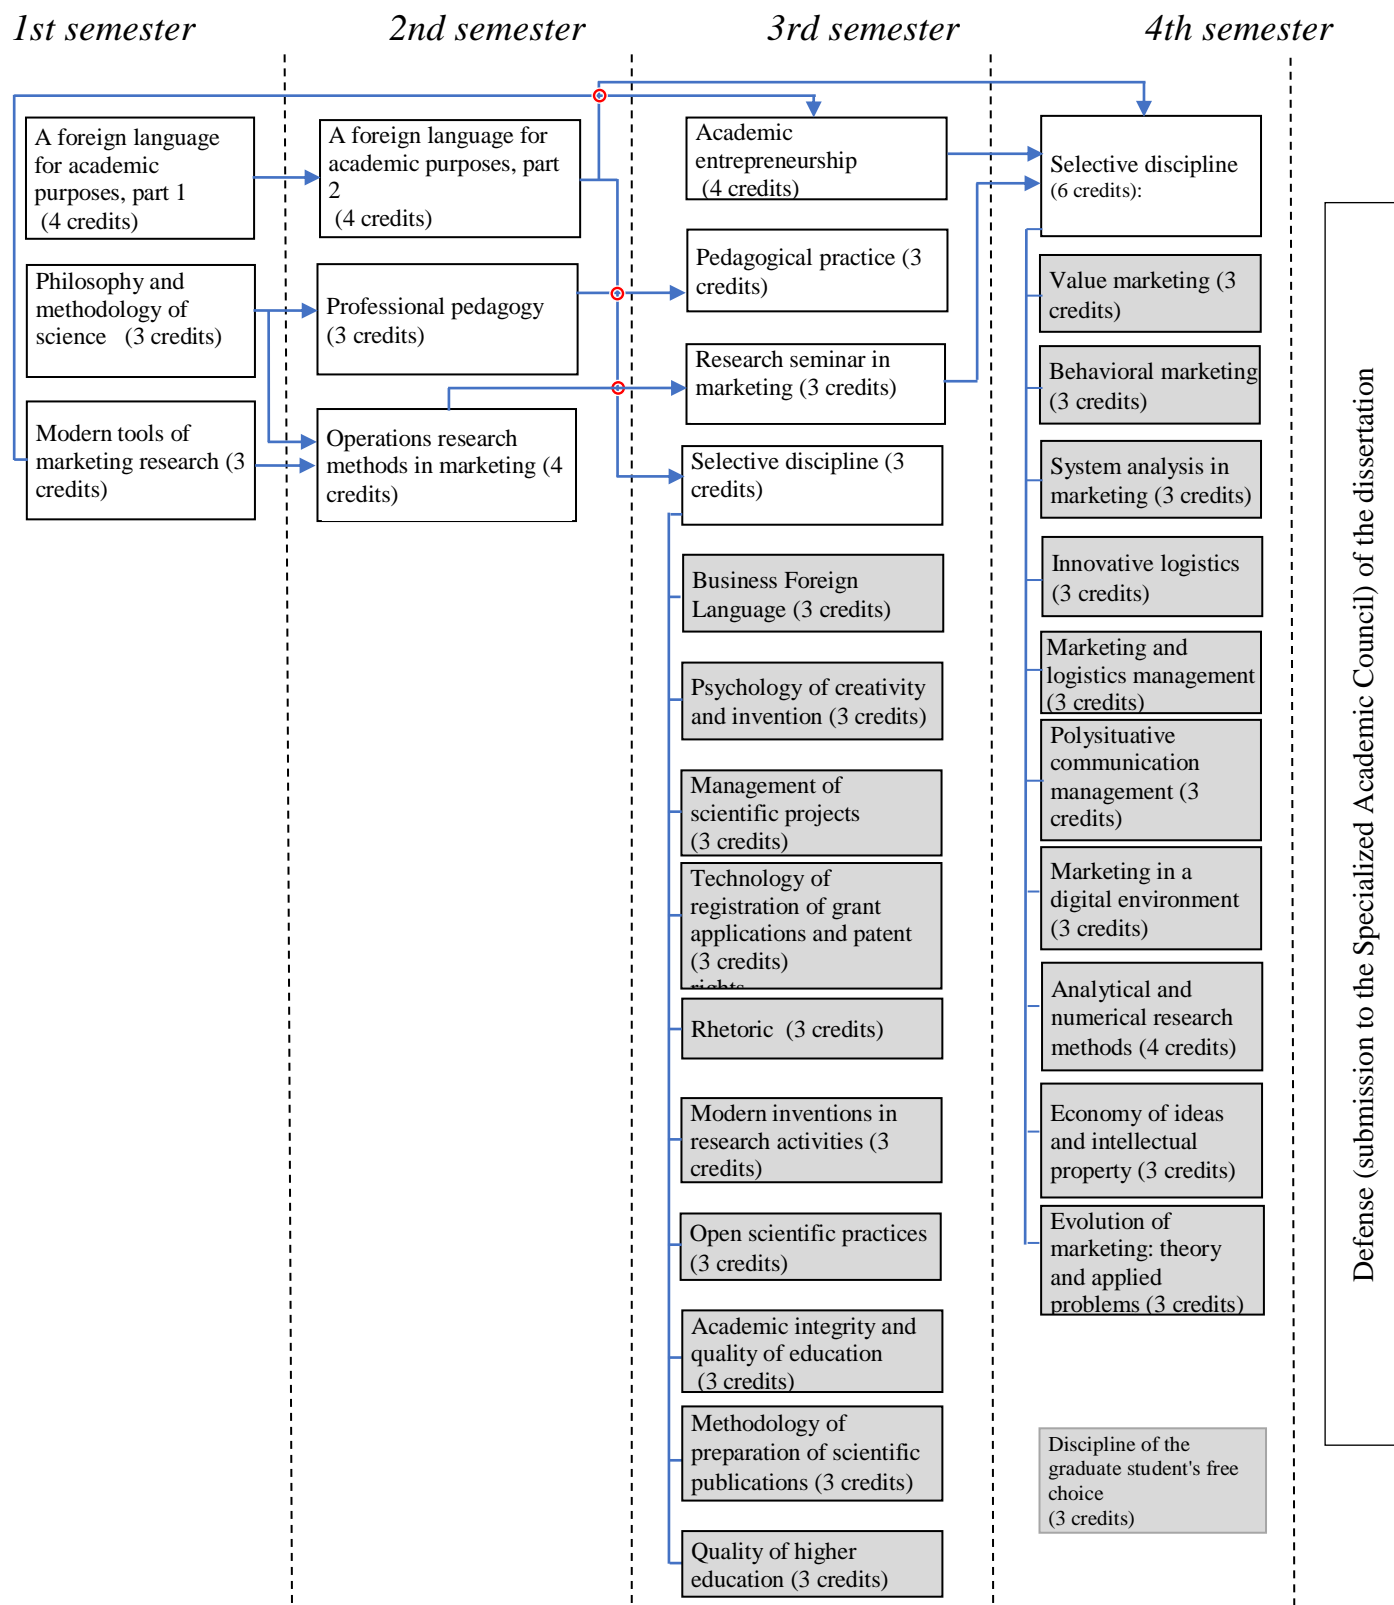 1st semester
2nd semester
3rd semester
4th semester
A foreign language
for academic
purposes, part 1
(4 credits)
Philosophy and
methodology of
science (3 credits)
Modern tools of
marketing research (3
credits)
A foreign language for
academic purposes, part
2
(4 credits)
Professional pedagogy
(3 credits)
Operations research
methods in marketing (4
credits)
Academic
entrepreneurship
(4 credits)
Pedagogical practice (3
credits)
Research seminar in
marketing (3 credits)
Selective discipline (3
credits)
Business Foreign
Language (3 credits)
Psychology of creativity
and invention (3 credits)
Management of
scientific projects
(3 credits)
Technology of
registration of grant
applications and patent
(3 credits)
rights
Rhetoric (3 credits)
Modern inventions in
research activities (3
credits)
Open scientific practices
(3 credits)
Academic integrity and
quality of education
(3 credits)
Methodology of
preparation of scientific
publications (3 credits)
Quality of higher
education (3 credits)
Selective discipline
(6 credits):
Value marketing (3
credits)
Behavioral marketing
(3 credits)
System analysis in
marketing (3 credits)
Innovative logistics
(3 credits)
Marketing and
logistics management
(3 credits)
Polysituative
communication
management (3
credits)
Marketing in a
digital environment
(3 credits)
Analytical and
numerical research
methods (4 credits)
Economy of ideas
and intellectual
property (3 credits)
Evolution of
marketing: theory
and applied
problems (3 credits)
Discipline of the
graduate student's free
choice
(3 credits)
Defense (submission to the Specialized Academic Council) of the dissertation